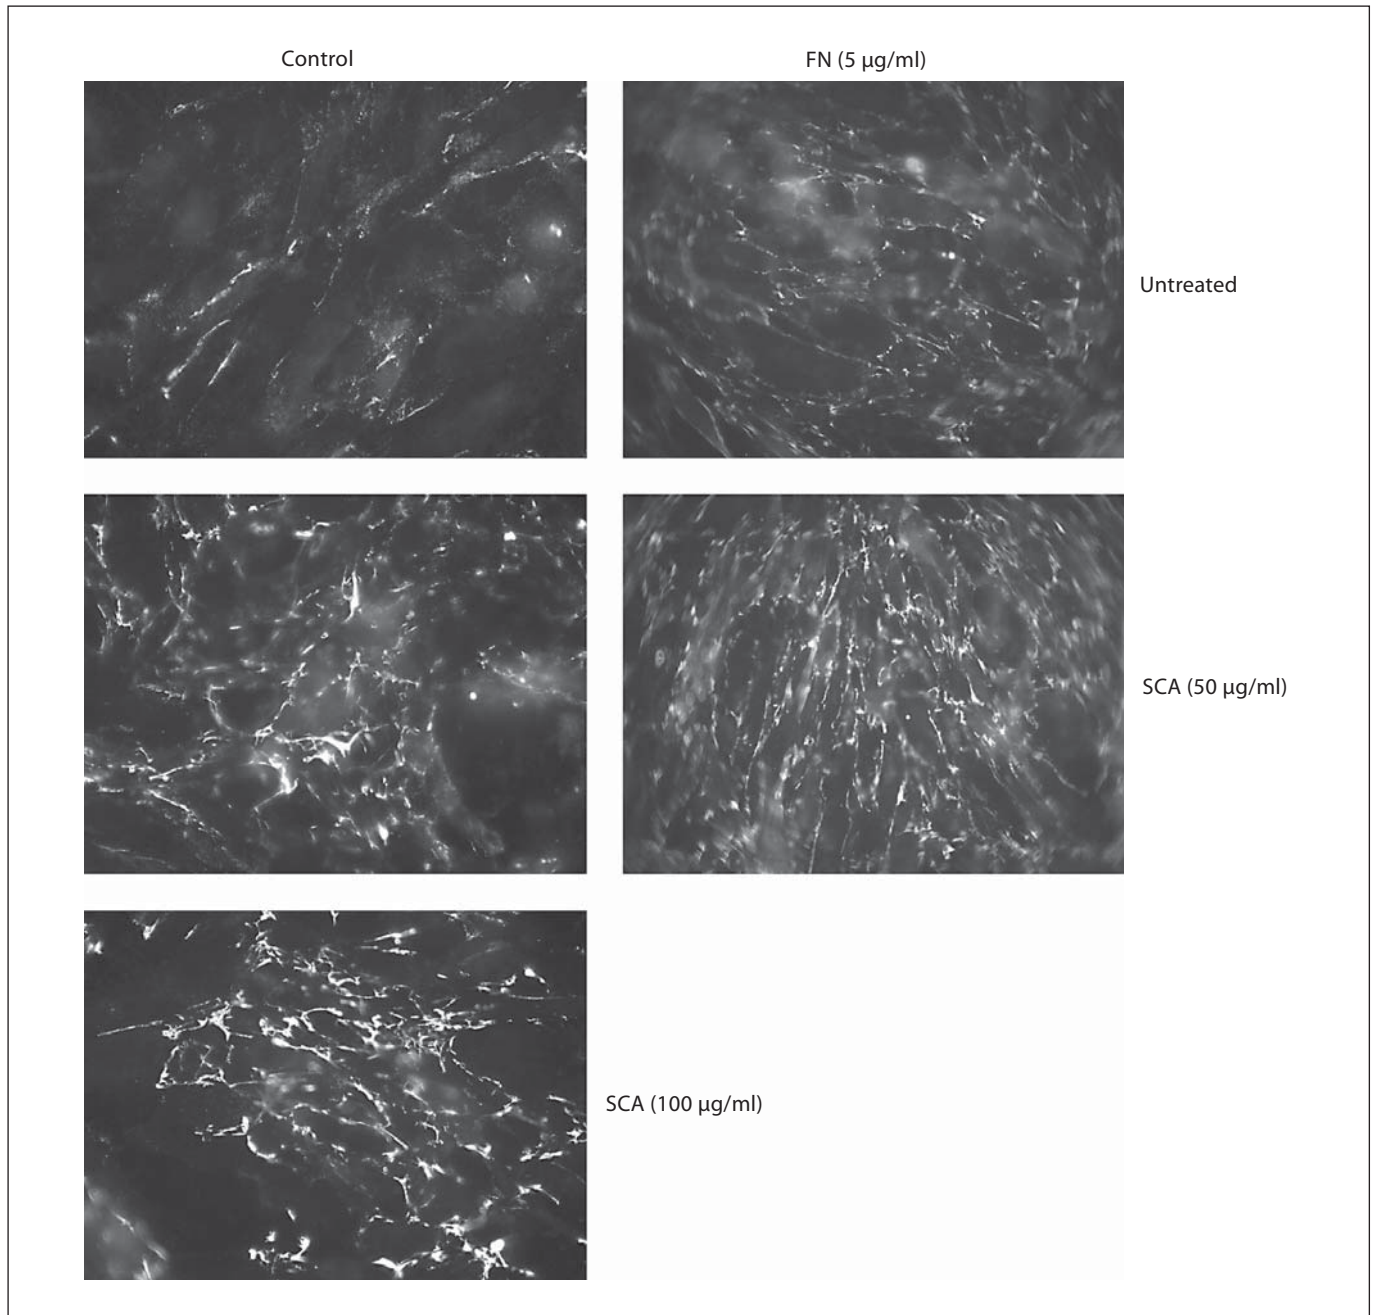 Control
FN (5 μg/ml)
Untreated
SCA (50 μg/ml)
SCA (100 μg/ml)